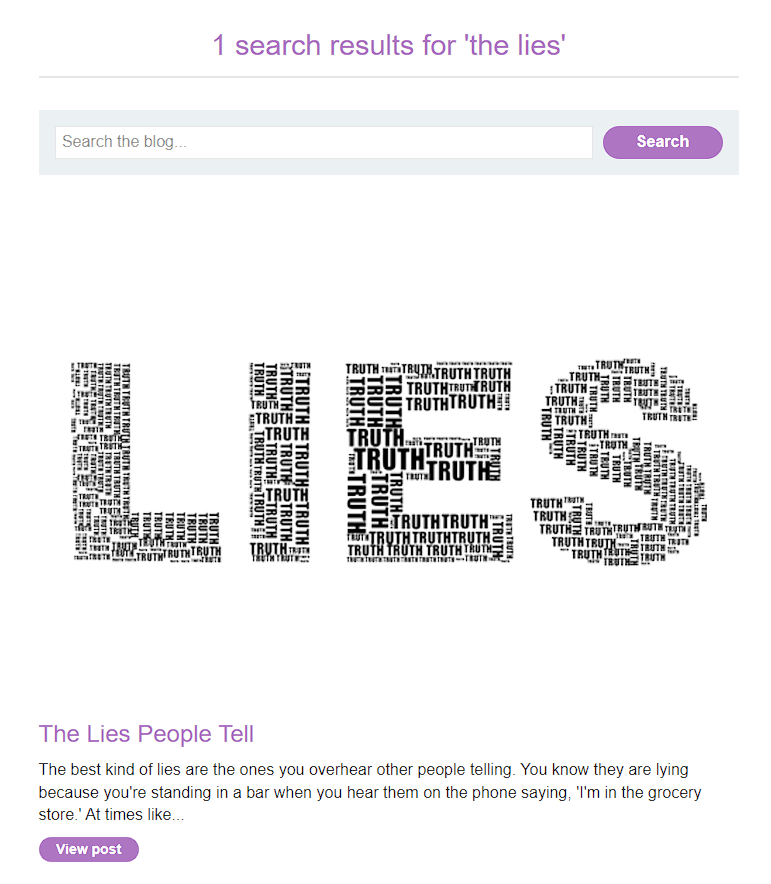 1 search results for 'the lies'
Search the blog...
Search
LIES
TRUTH
The Lies People Tell
The best kind of lies are the ones you overhear other people telling. You know they are lying
because you're standing in a bar when you hear them on the phone saying, 'I'm in the grocery
store.' At times like...
View post